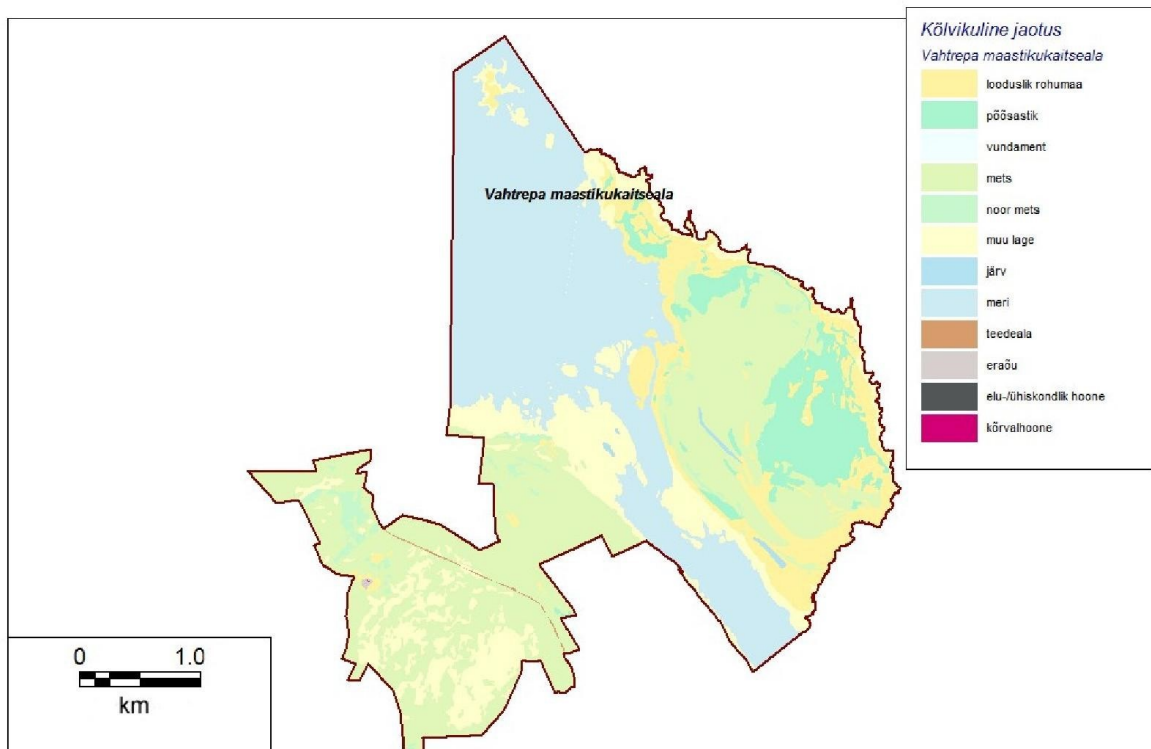 Kõlvikuline jaotus
Vahtrepa maastikukaitseala
looduslik rohumaa
põõsastik
vundament
mets
noor mets
muu lage
järv
meri
teedeala
eraõu
elu-/ühiskondlik hoone
kõrvalhoone
Vahtrepa maastikukaitseala
0 1.0
km